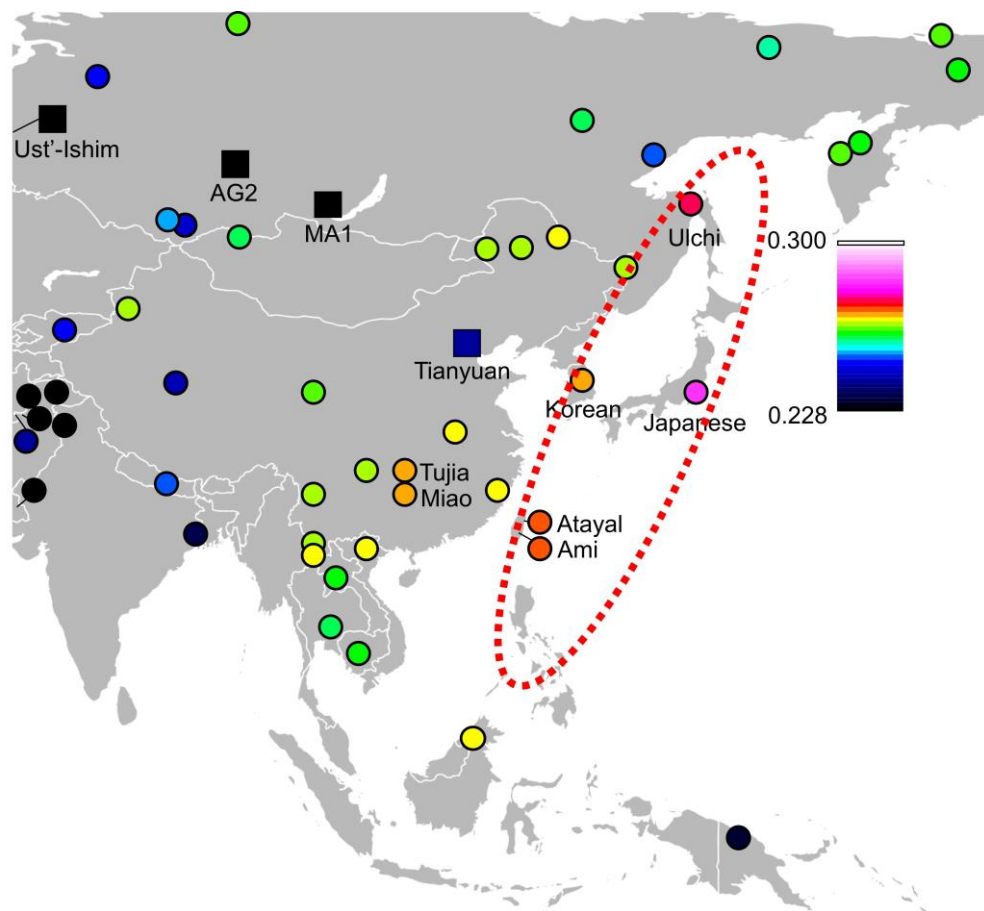 Ust'-Ishim
AG2
MA1
Ulchi
0.300
Tianyuan
Korean
Japanese
0.228
Tujia
Miao
Atayal
Ami